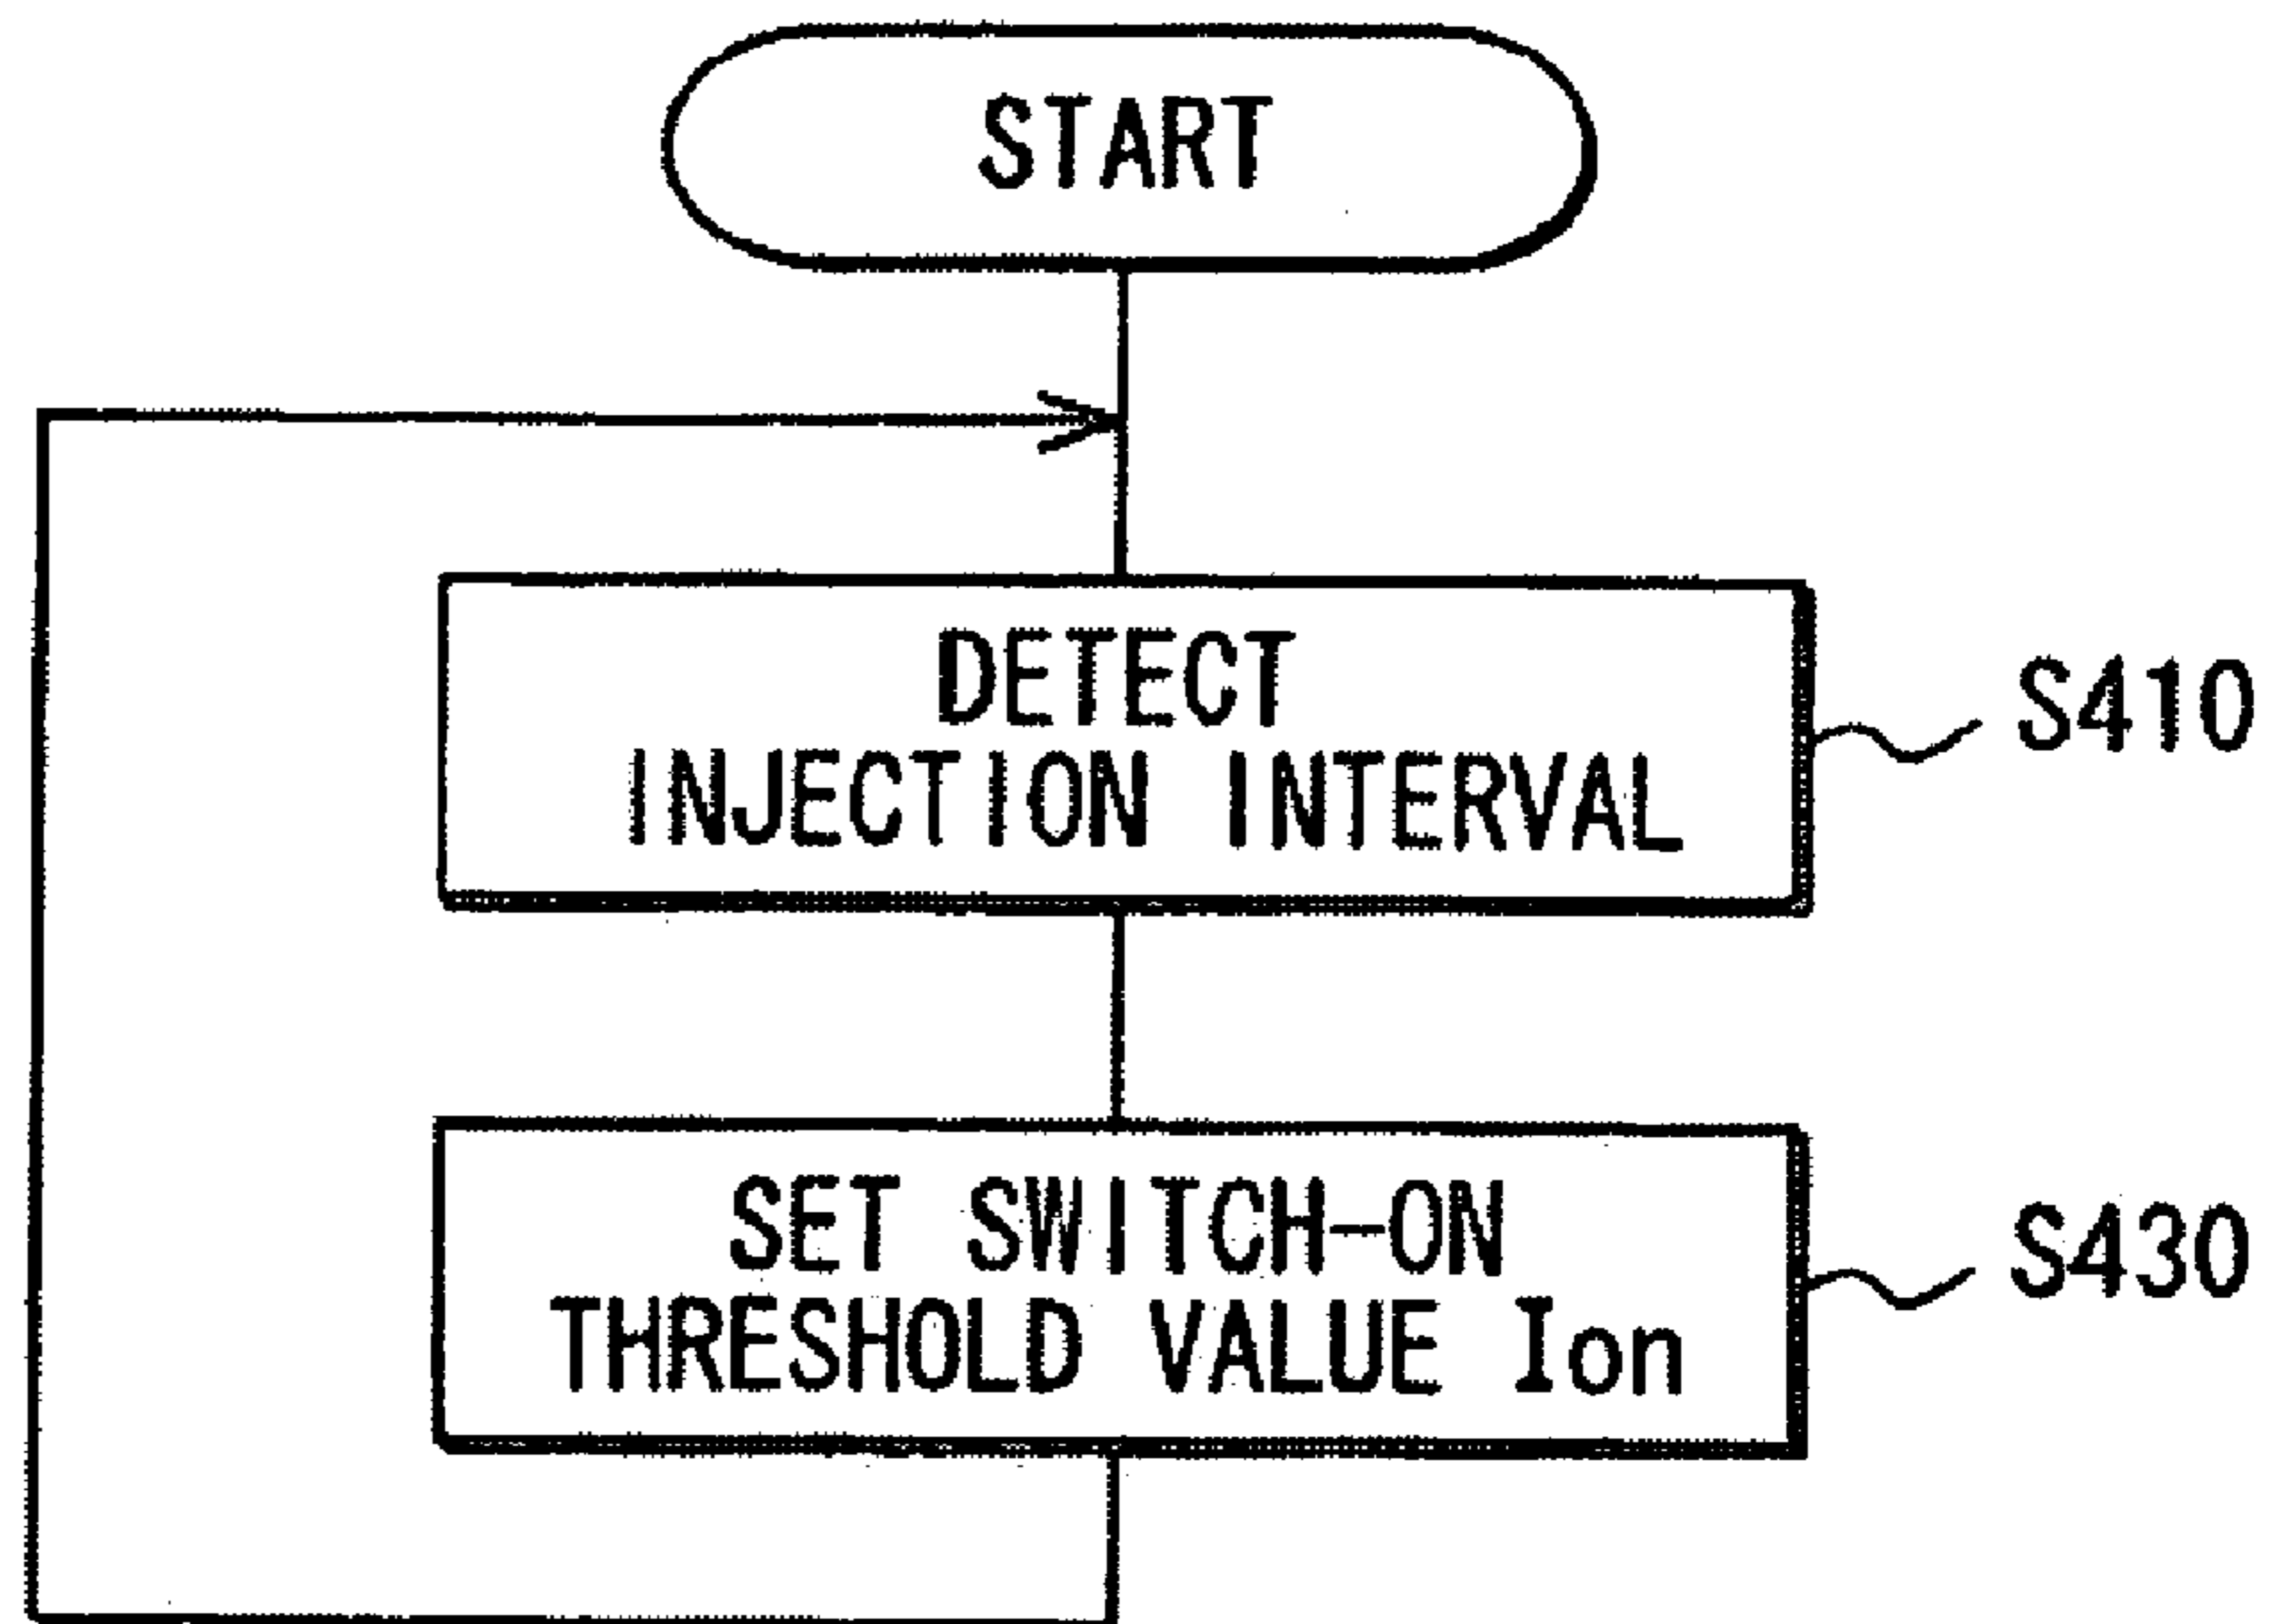 START
DETECT
INJECTION INTERVAL
S410
SET SWITCH-ON
THRESHOLD VALUE Ion
S430